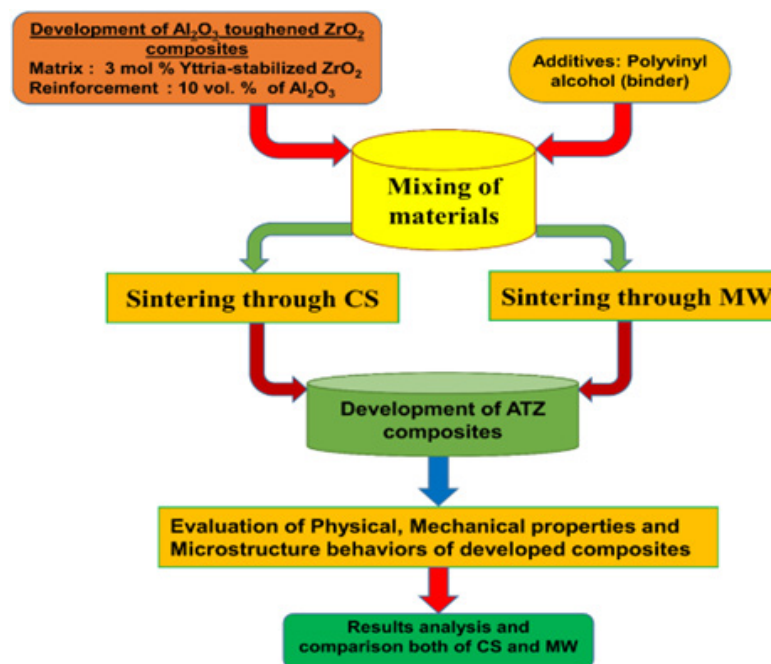 Development of Al₂O₃ toughened ZrO₂
composites
Matrix : 3 mol % Yttria-stabilized ZrO₂
Reinforcement : 10 vol. % of Al₂O₃
Additives: Polyvinyl
alcohol (binder)
Mixing of
materials
Sintering through CS
Sintering through MW
Development of ATZ
composites
Evaluation of Physical, Mechanical properties and
Microstructure behaviors of developed composites
Results analysis and
comparison both of CS and MW